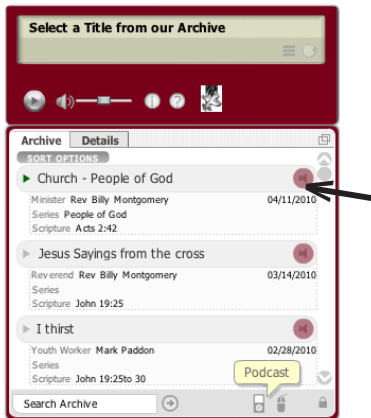 Select a Title from our Archive
Archive Details
SORT OPTIONS
Church - People of God
Minister Rev Billy Montgomery 04/11/2010
Series People of God
Scripture Acts 2:42
Jesus Sayings from the cross
Reverend Rev Billy Montgomery 03/14/2010
Series
Scripture John 19:25
I thirst
Youth Worker Mark Paddon 02/28/2010
Series
Scripture John 19:25to 30
Podcast
Search Archive